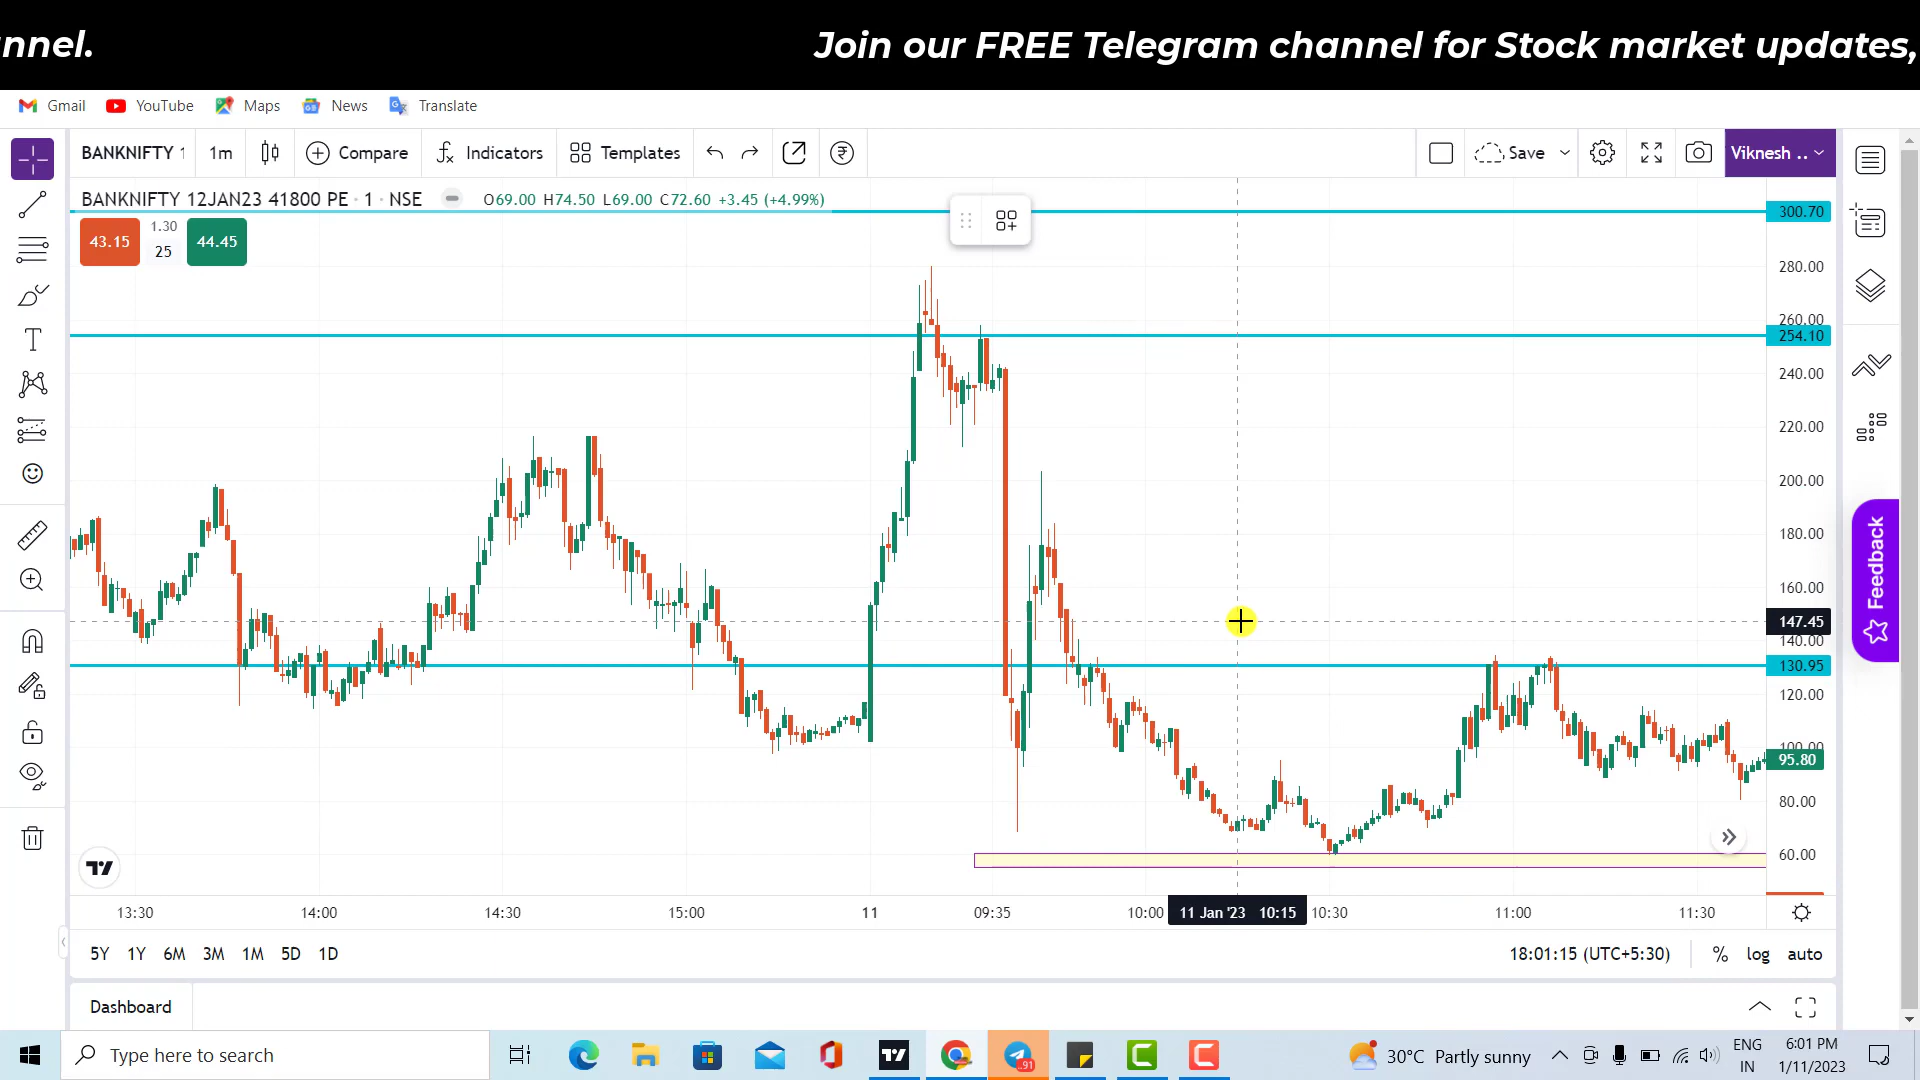 nnel.
Join our FREE Telegram channel for Stock market updates,
Gmail YouTube Maps News Translate
BANKNIFTY 1 1m Compare Indicators Templates Save Viknesh ..
BANKNIFTY 12JAN23 41800 PE · 1 · NSE O69.00 H74.50 L69.00 C72.60 +3.45 (+4.99%)
43.15 1.30 25 44.45
300.70
280.00
260.00
254.10
240.00
220.00
200.00
180.00
160.00
147.45
140.00
130.95
120.00
100.00
95.80
80.00
60.00
Feedback
13:30 14:00 14:30 15:00 11 09:35 10:00 11 Jan '23 10:15 10:30 11:00 11:30
5Y 1Y 6M 3M 1M 5D 1D 18:01:15 (UTC+5:30) % log auto
Dashboard
Type here to search
91
30°C Partly sunny
ENG
IN
6:01 PM
1/11/2023